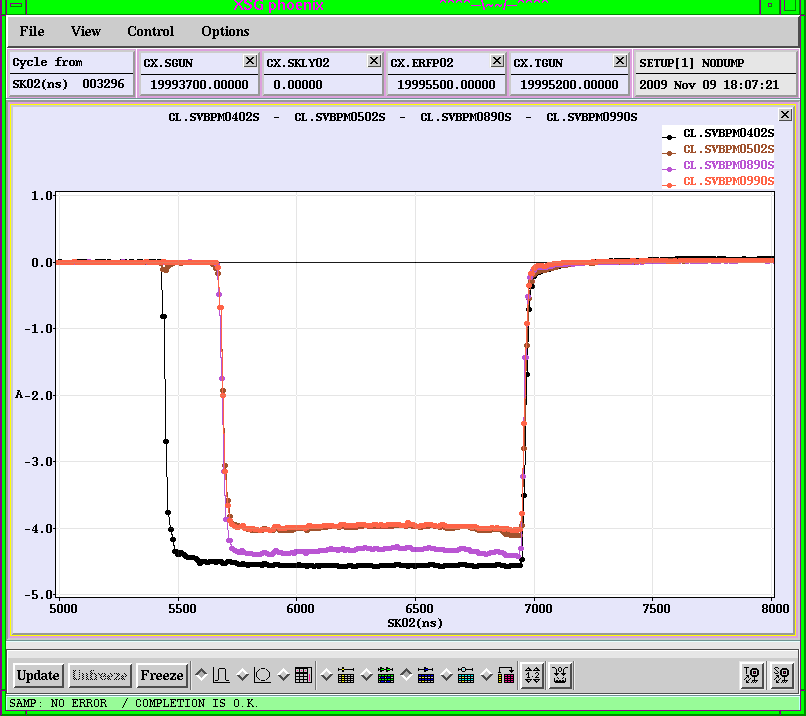 XSG phoenix
File View Control Options
Cycle from
SK02(ns) 003296
CX.SGUN
19993700.00000
CX.SKLY02
0.00000
CX.ERFP02
19995500.00000
CX.TGUN
19995200.00000
SETUP[1] NODUMP
2009 Nov 09 18:07:21
CL.SVBPM0402S - CL.SVBPM0502S - CL.SVBPM0890S - CL.SVBPM0990S
CL.SVBPM0402S
CL.SVBPM0502S
CL.SVBPM0890S
CL.SVBPM0990S
1.0
0.0
-1.0
A -2.0
-3.0
-4.0
-5.0
5000 5500 6000 6500 7000 7500 8000
SK02(ns)
Update Unfreeze Freeze
SAMP: NO ERROR / COMPLETION IS O.K.